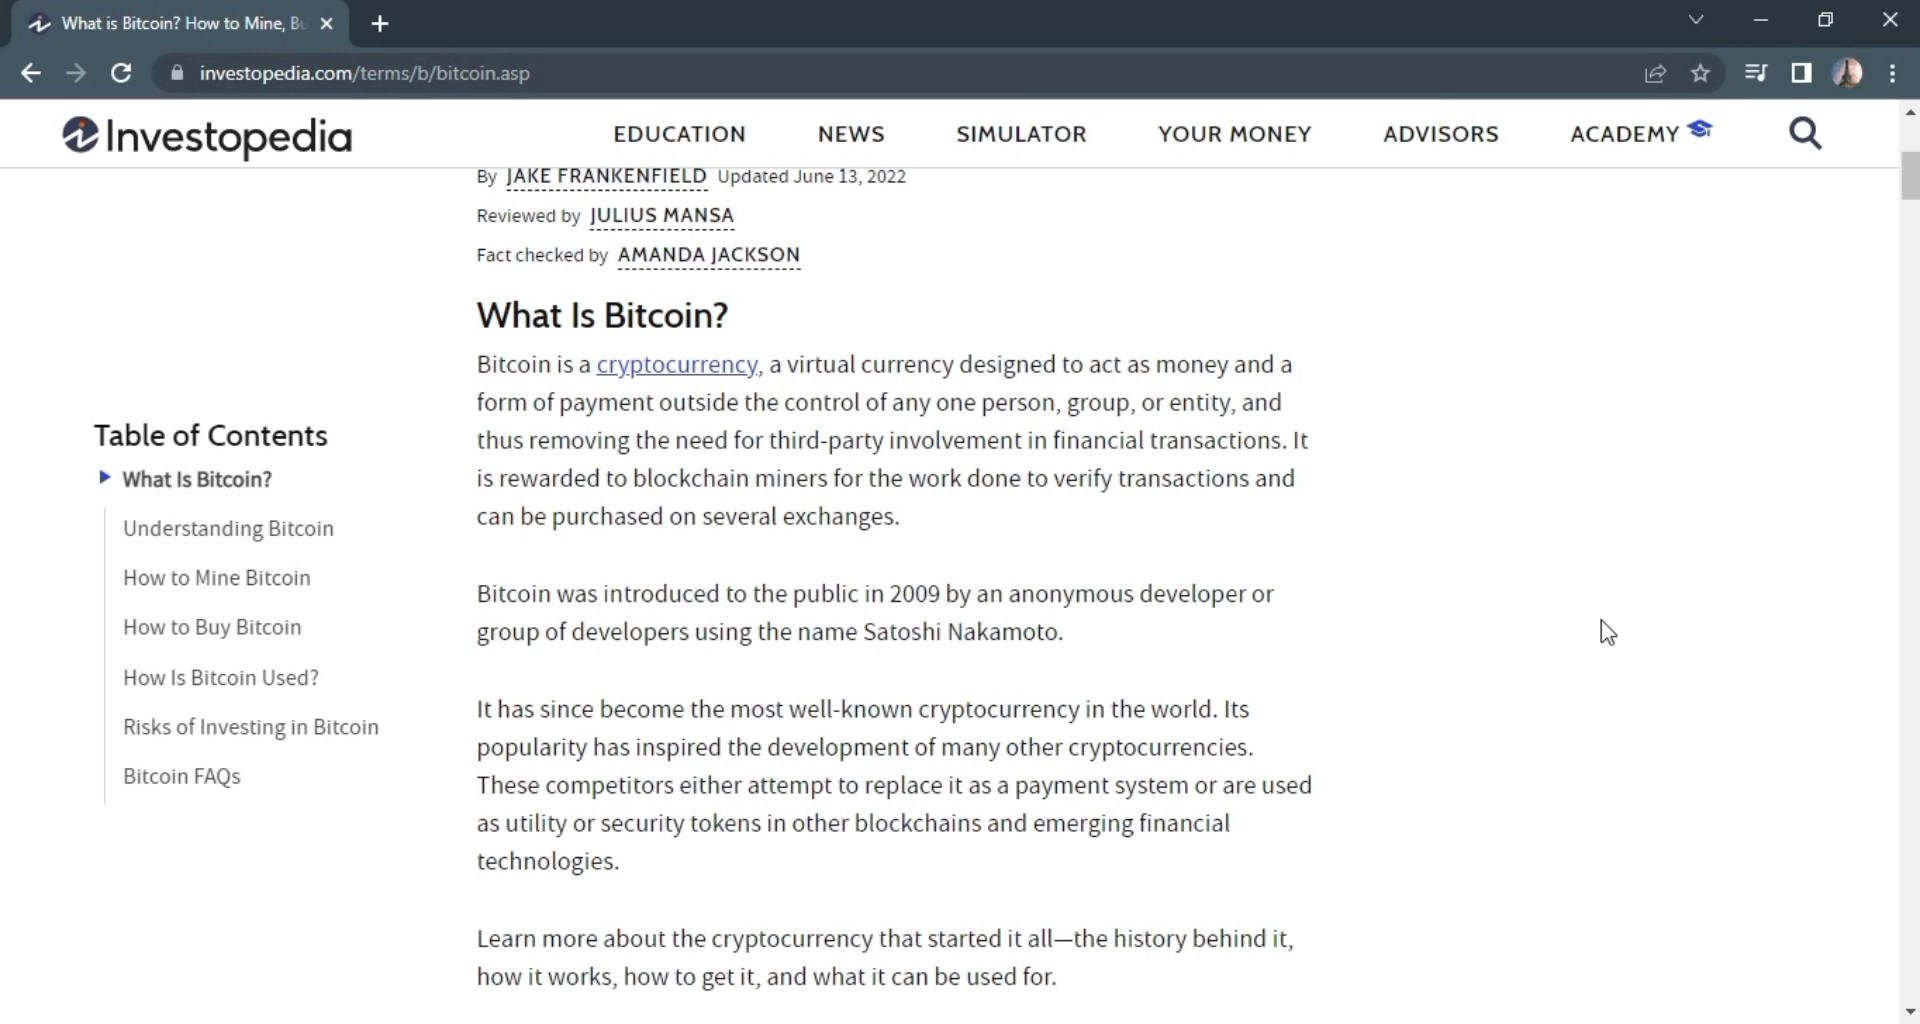 What is Bitcoin? How to Mine, Bu
investopedia.com/terms/b/bitcoin.asp
Investopedia
EDUCATION NEWS SIMULATOR YOUR MONEY ADVISORS ACADEMY
By JAKE FRANKENFIELD Updated June 13, 2022
Reviewed by JULIUS MANSA
Fact checked by AMANDA JACKSON
Table of Contents
What Is Bitcoin?
Understanding Bitcoin
How to Mine Bitcoin
How to Buy Bitcoin
How Is Bitcoin Used?
Risks of Investing in Bitcoin
Bitcoin FAQs
What Is Bitcoin?
Bitcoin is a cryptocurrency, a virtual currency designed to act as money and a
form of payment outside the control of any one person, group, or entity, and
thus removing the need for third-party involvement in financial transactions. It
is rewarded to blockchain miners for the work done to verify transactions and
can be purchased on several exchanges.
Bitcoin was introduced to the public in 2009 by an anonymous developer or
group of developers using the name Satoshi Nakamoto.
It has since become the most well-known cryptocurrency in the world. Its
popularity has inspired the development of many other cryptocurrencies.
These competitors either attempt to replace it as a payment system or are used
as utility or security tokens in other blockchains and emerging financial
technologies.
Learn more about the cryptocurrency that started it all—the history behind it,
how it works, how to get it, and what it can be used for.